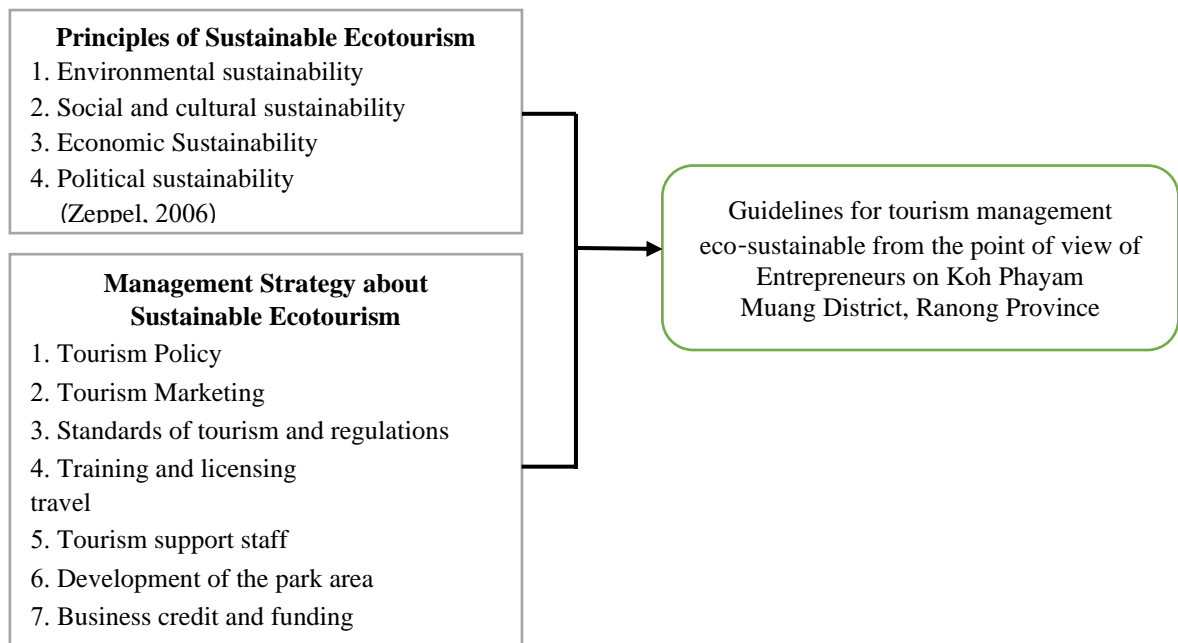 Principles of Sustainable Ecotourism
1. Environmental sustainability
2. Social and cultural sustainability
3. Economic Sustainability
4. Political sustainability
(Zeppel, 2006)
Management Strategy about
Sustainable Ecotourism
1. Tourism Policy
2. Tourism Marketing
3. Standards of tourism and regulations
4. Training and licensing
travel
5. Tourism support staff
6. Development of the park area
7. Business credit and funding
Guidelines for tourism management
eco-sustainable from the point of view of
Entrepreneurs on Koh Phayam
Muang District, Ranong Province